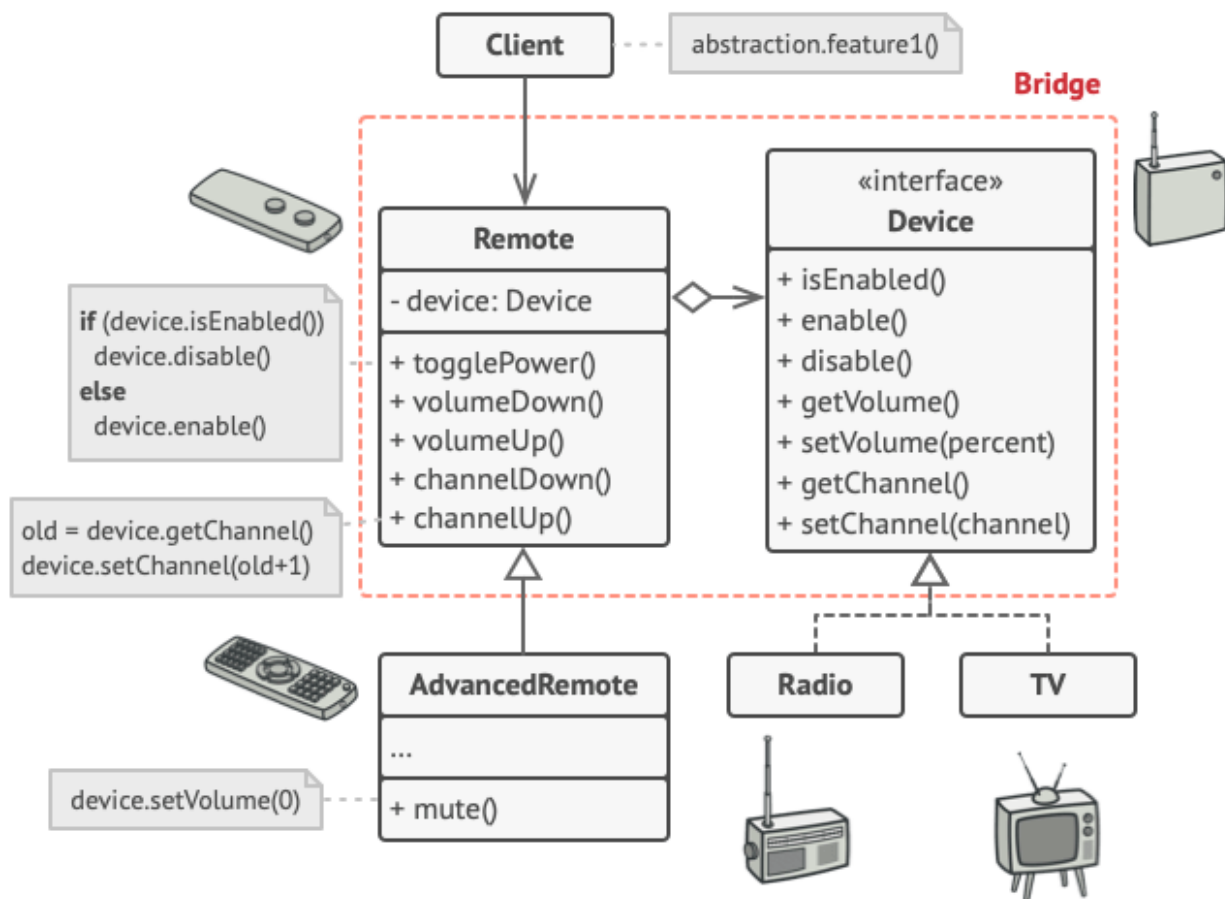 Client
abstraction.feature1()
Bridge
Remote
- device: Device
+ togglePower()
+ volumeDown()
+ volumeUp()
+ channelDown()
+ channelUp()
«interface»
Device
+ isEnabled()
+ enable()
+ disable()
+ getVolume()
+ setVolume(percent)
+ getChannel()
+ setChannel(channel)
if (device.isEnabled())
device.disable()
else
device.enable()
old = device.getChannel()
device.setChannel(old+1)
AdvancedRemote
...
+ mute()
device.setVolume(0)
Radio
TV